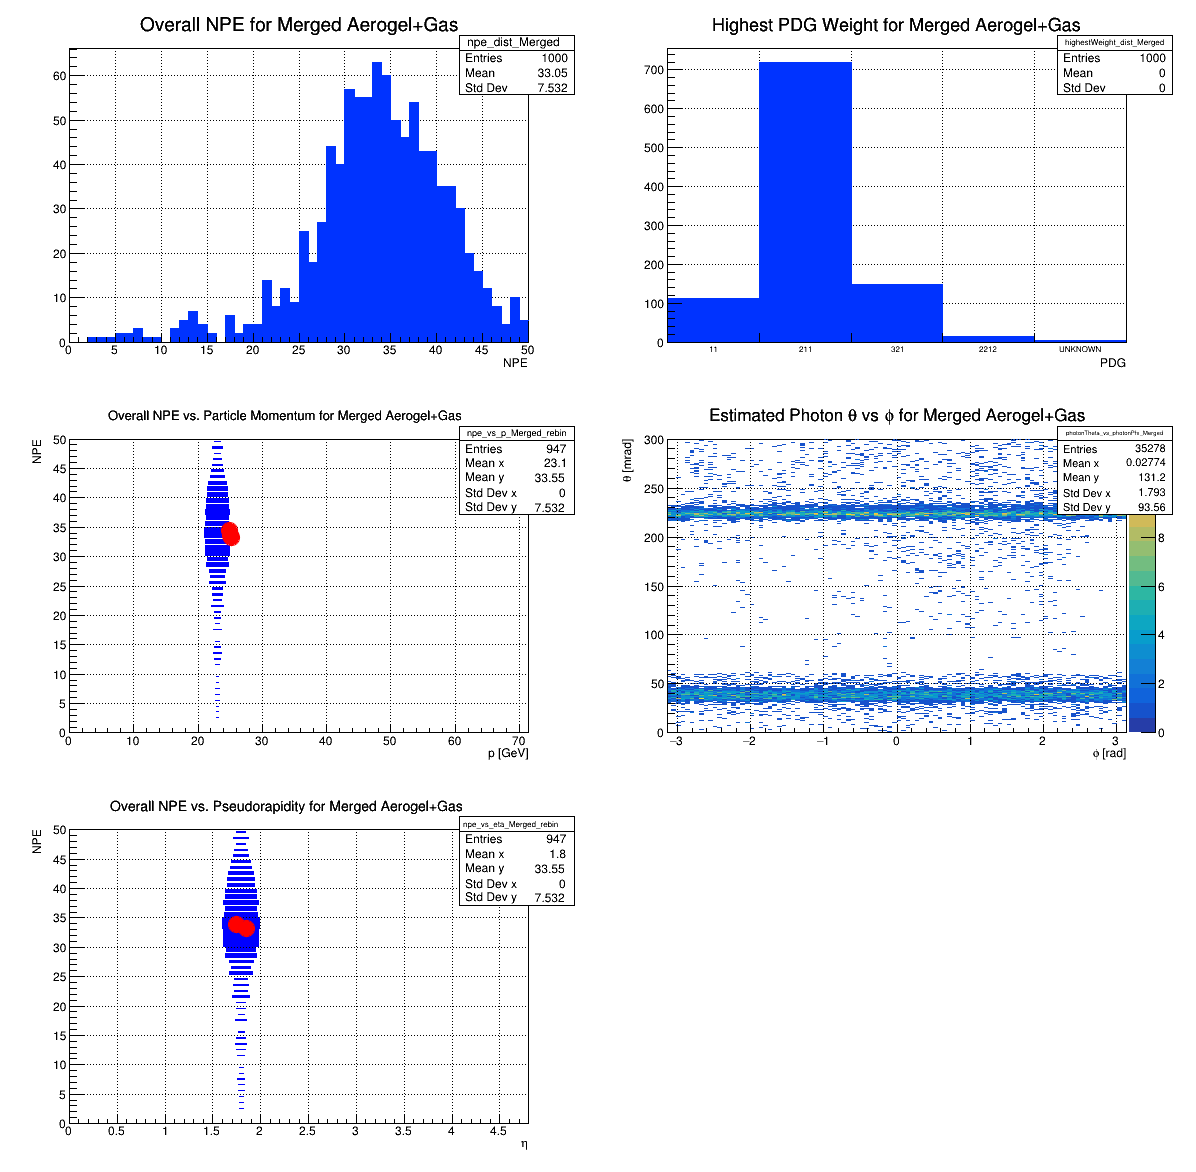 Overall NPE for Merged Aerogel+Gas
npe_dist_Merged
Entries 1000
Mean 33.05
Std Dev 7.532
60
50
40
30
20
10
0
0 5 10 15 20 25 30 35 40 45 50
NPE
Highest PDG Weight for Merged Aerogel+Gas
highestWeight_dist_Merged
Entries 1000
Mean 0
Std Dev 0
700
600
500
400
300
200
100
0
11 211 321 2212 UNKNOWN
PDG
Overall NPE vs. Particle Momentum for Merged Aerogel+Gas
npe_vs_p_Merged_rebin
Entries 947
Mean x 23.1
Mean y 33.55
Std Dev x 0
Std Dev y 7.532
NPE
50
45
40
35
30
25
20
15
10
5
0
0 10 20 30 40 50 60 70
p [GeV]
Estimated Photon θ vs ϕ for Merged Aerogel+Gas
photonTheta_vs_photonPhi_Merged
Entries 35278
Mean x 0.02774
Mean y 131.2
Std Dev x 1.793
Std Dev y 93.56
θ [mrad]
300
250
200
150
100
50
0
−3 −2 −1 0 1 2 3
ϕ [rad]
8
6
4
2
0
Overall NPE vs. Pseudorapidity for Merged Aerogel+Gas
npe_vs_eta_Merged_rebin
Entries 947
Mean x 1.8
Mean y 33.55
Std Dev x 0
Std Dev y 7.532
NPE
50
45
40
35
30
25
20
15
10
5
0
0 0.5 1 1.5 2 2.5 3 3.5 4 4.5
η